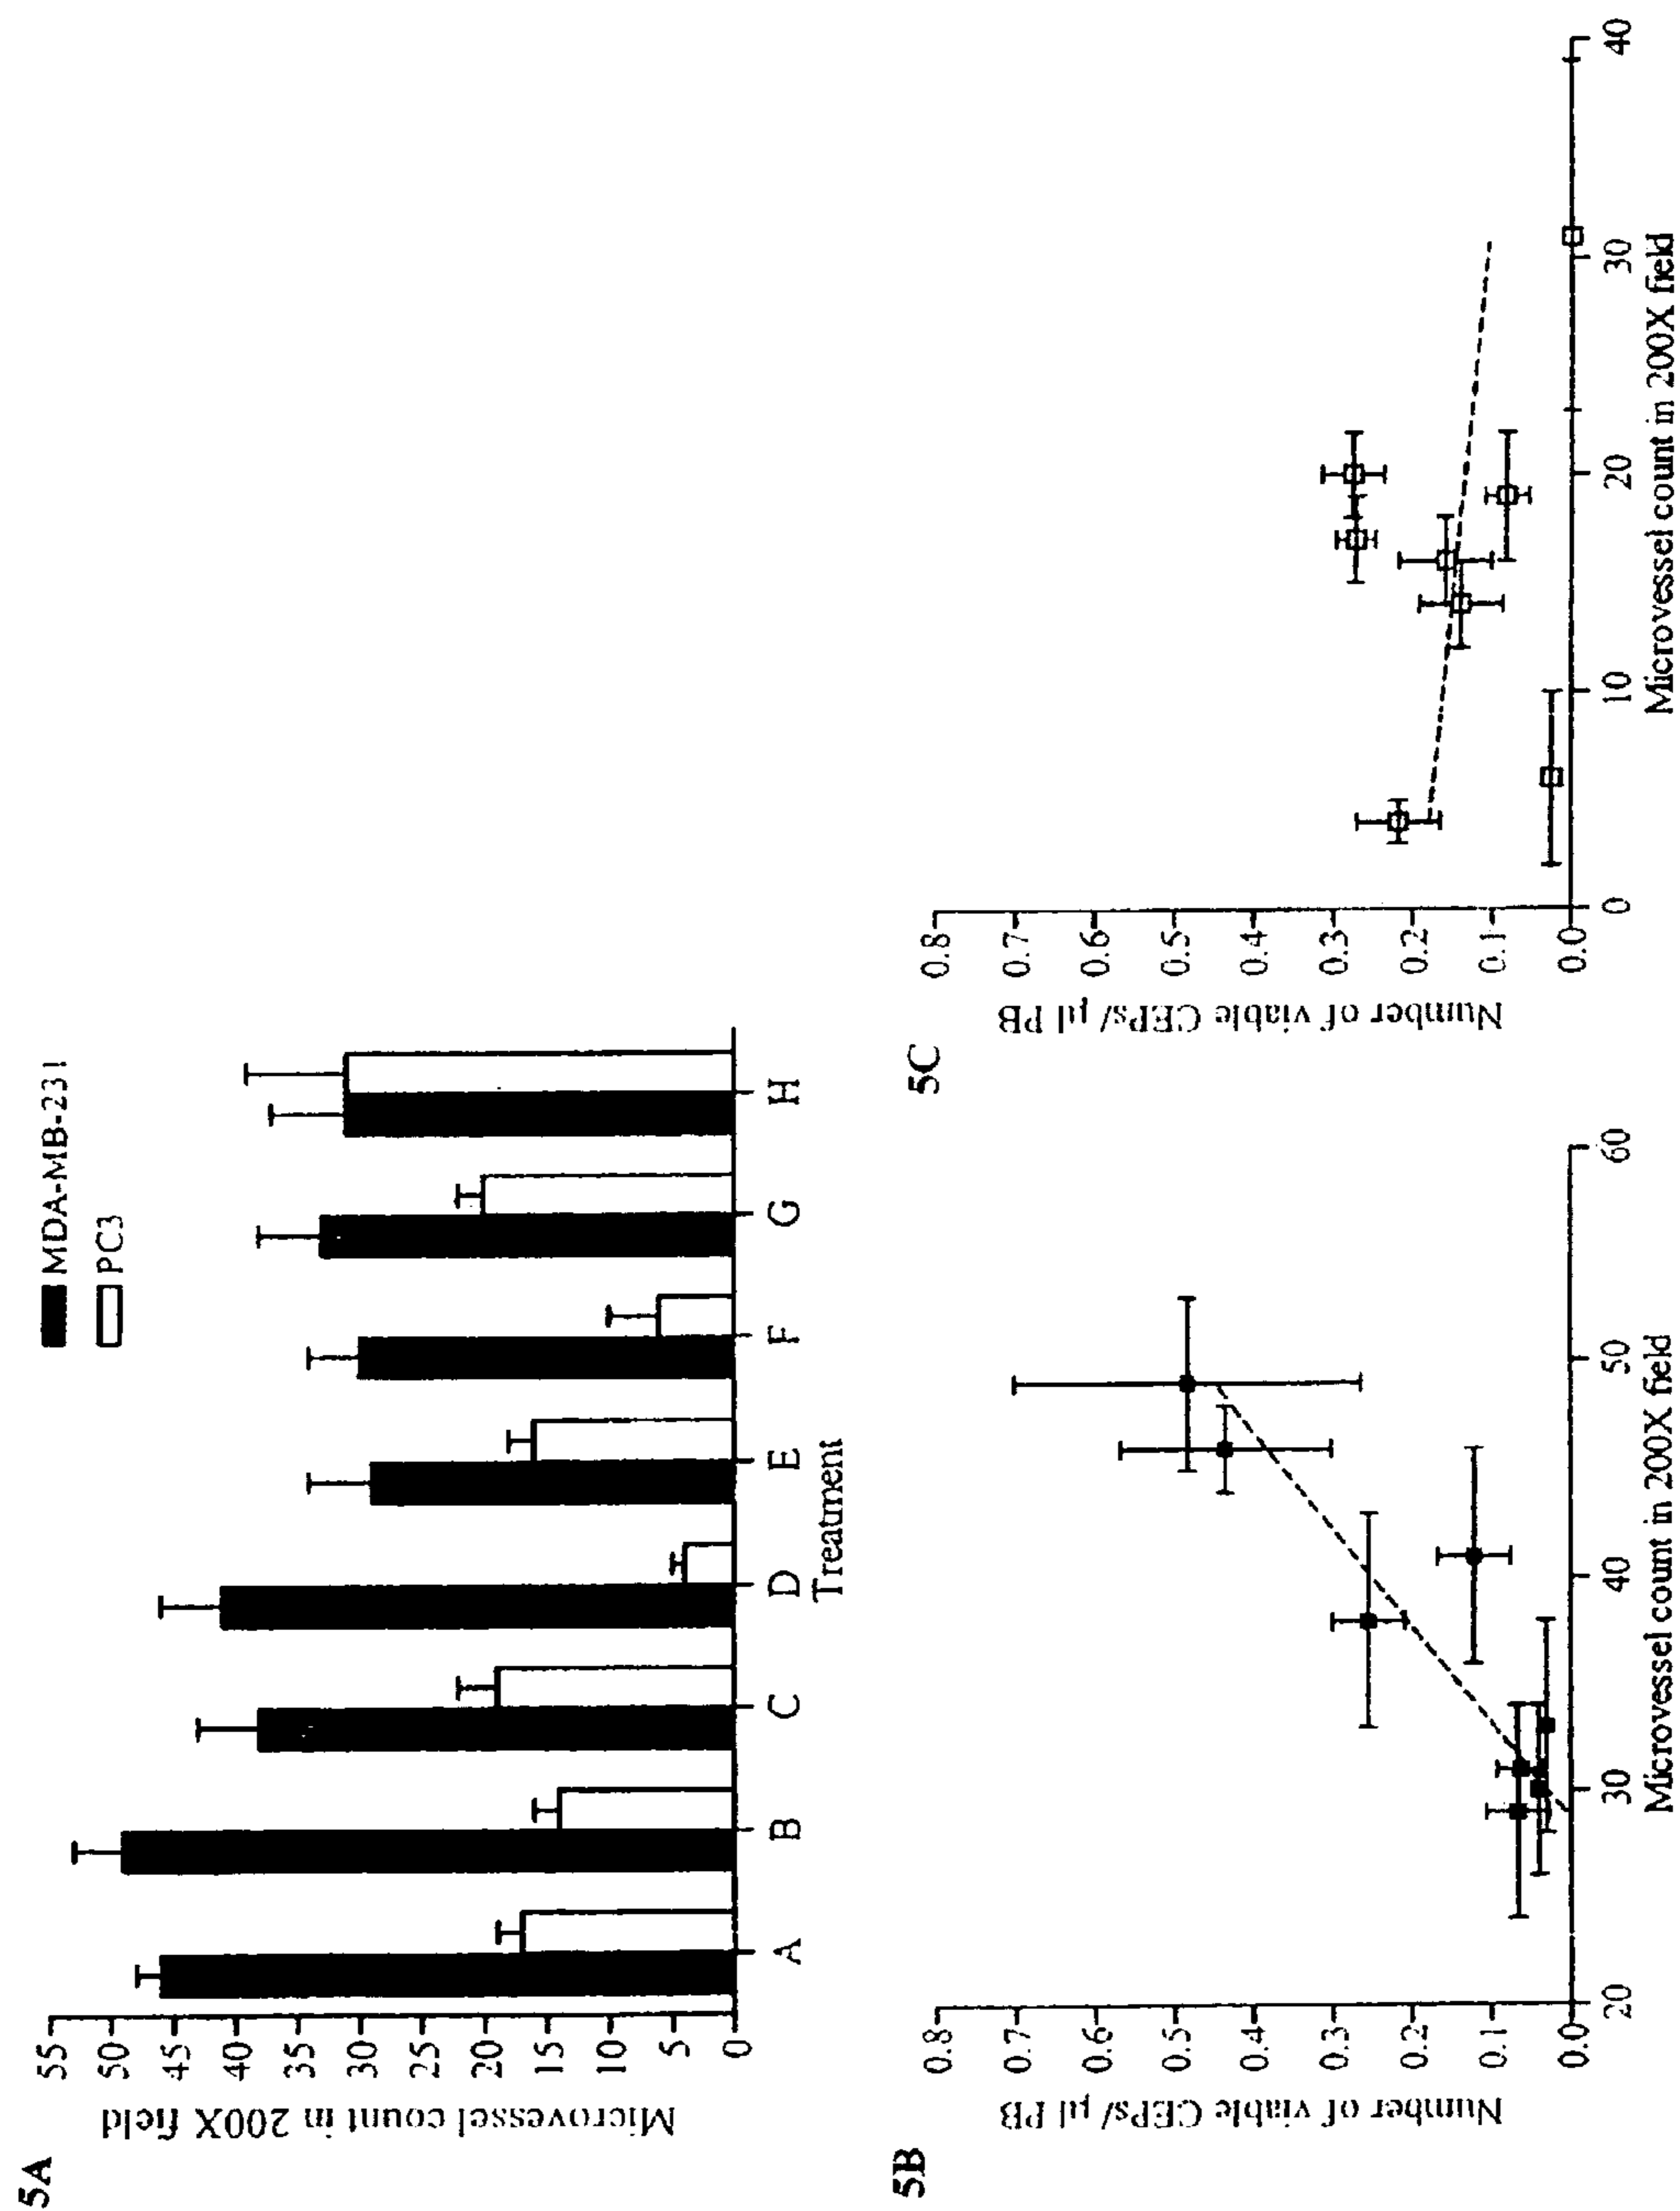 5A
MDA-MB-231
PC3
Microvessel count in 200X field
55
50
45
40
35
30
25
20
15
10
5
0
A B C D E F G H
Treatment
5B
Number of viable CEPs/ µl PB
0.8
0.7
0.6
0.5
0.4
0.3
0.2
0.1
0.0
20 30 40 50 60
Microvessel count in 200X field
5C
Number of viable CEPs/ µl PB
0.8
0.7
0.6
0.5
0.4
0.3
0.2
0.1
0.0
0 10 20 30 40
Microvessel count in 200X field